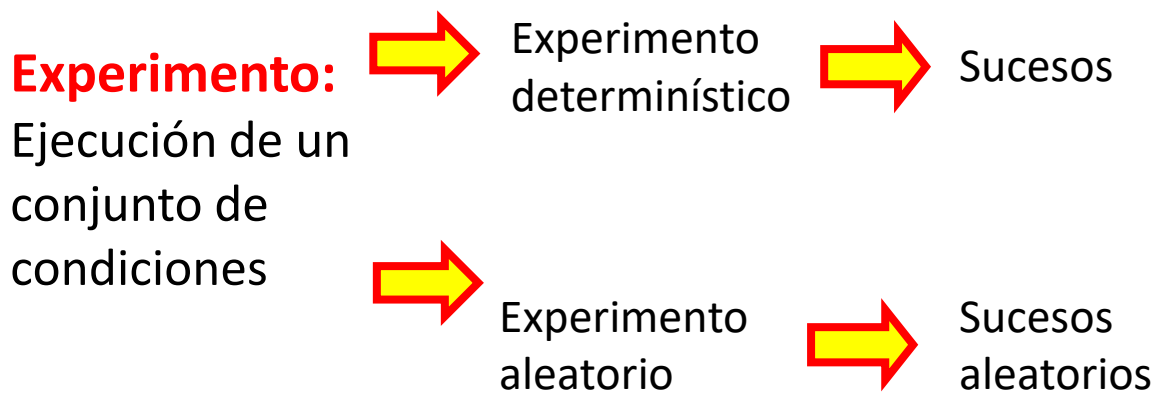 Experimento:
Ejecución de un
conjunto de
condiciones
Experimento
determinístico
Sucesos
Experimento
aleatorio
Sucesos
aleatorios